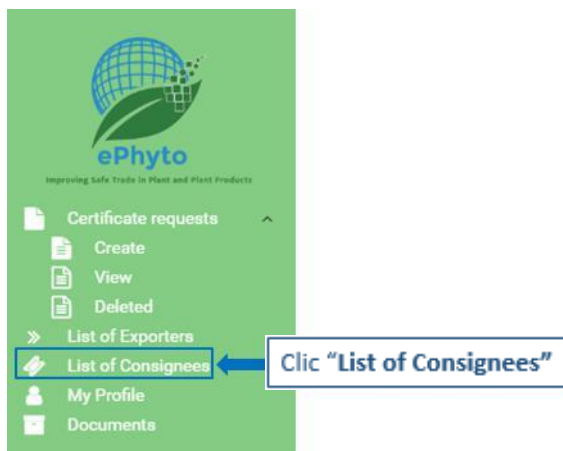 ePhyto
Improving Safe Trade in Plant and Plant Products
Certificate requests
Create
View
Deleted
List of Exporters
List of Consignees
Clic “List of Consignees”
My Profile
Documents